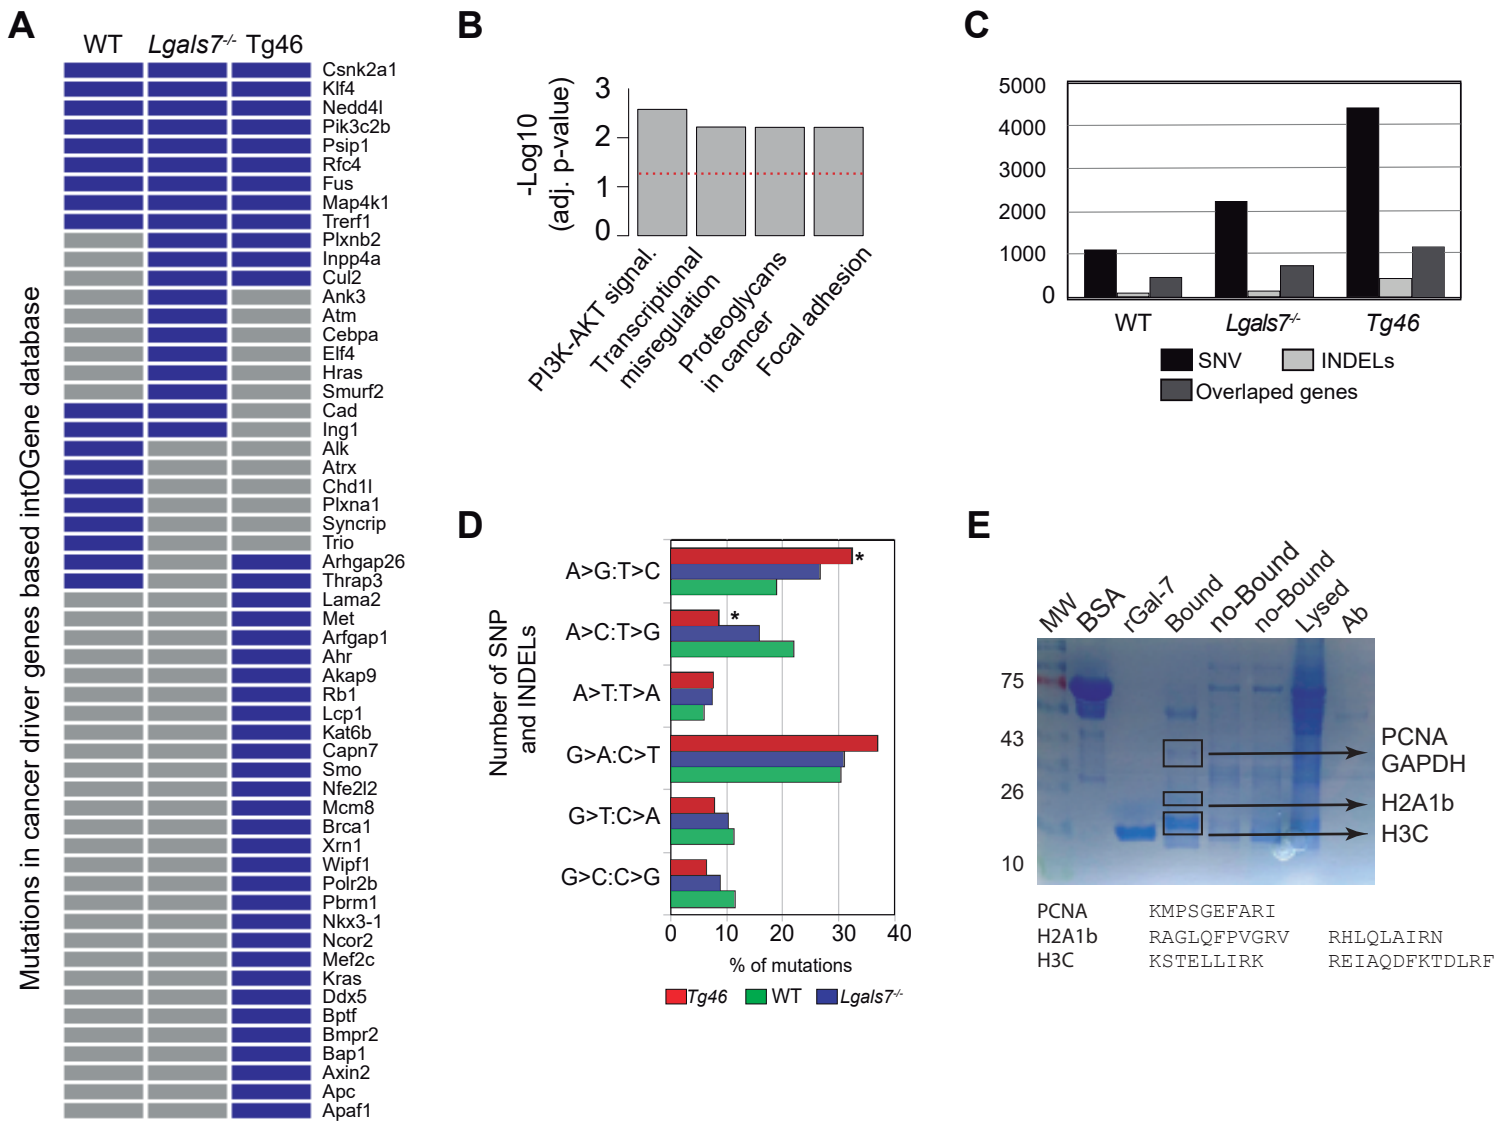 A
WT Lgals7-/- Tg46
Mutations in cancer driver genes based intOGene database
Csnk2a1
Klf4
Nedd4l
Pik3c2b
Psip1
Rfc4
Fus
Map4k1
Trerf1
Plxnb2
Inpp4a
Cul2
Ank3
Atm
Cebpa
Elf4
Hras
Smurf2
Cad
Ing1
Alk
Atrx
Chd1l
Plxna1
Syncrip
Trio
Arhgap26
Thrap3
Lama2
Met
Arfgap1
Ahr
Akap9
Rb1
Lcp1
Kat6b
Capn7
Smo
Nfe2l2
Mcm8
Brca1
Xrn1
Wipf1
Polr2b
Pbrm1
Nkx3-1
Ncor2
Mef2c
Kras
Ddx5
Bptf
Bmpr2
Bap1
Axin2
Apc
Apaf1
B
-Log10
(adj. p-value)
3
2
1
0
PI3K-AKT signal.
Transcriptional
misregulation
Proteoglycans
in cancer
Focal adhesion
C
5000
4000
3000
2000
1000
0
WT Lgals7-/- Tg46
SNV INDELs
Overlaped genes
D
Number of SNP
and INDELs
A>G:T>C
*
A>C:T>G
*
A>T:T>A
G>A:C>T
G>T:C>A
G>C:C>G
0 10 20 30 40
% of mutations
Tg46 WT Lgals7-/-
E
MW BSA rGal-7 Bound no-Bound no-Bound Lysed Ab
75
43
26
10
PCNA
GAPDH
H2A1b
H3C
PCNA KMPSGEFARI
H2A1b RAGLQFPVGRV RHLQLAIRN
H3C KSTELLIRK REIAQDFKTDLRF